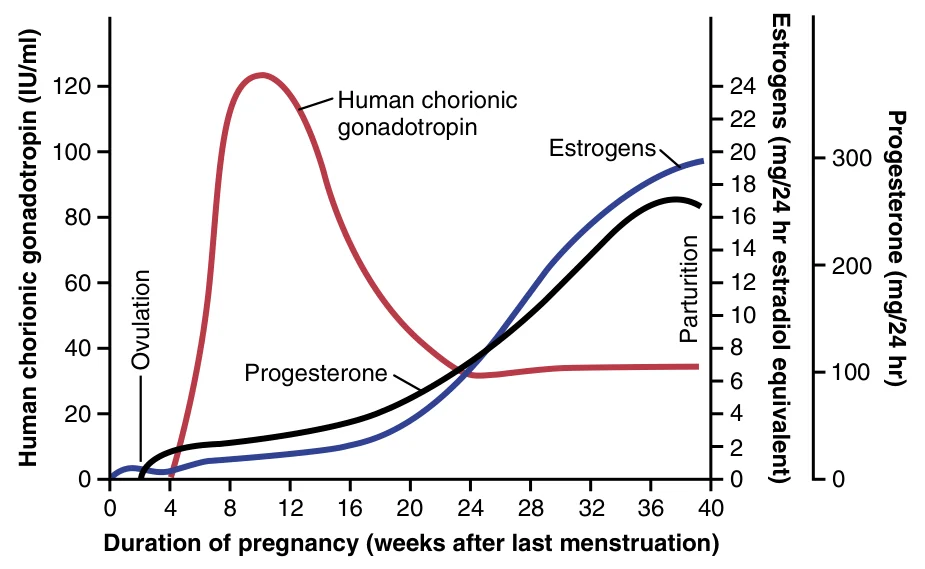 Human chorionic gonadotropin (IU/ml)
120
100
80
60
40
20
0
Ovulation
Human chorionic
gonadotropin
Estrogens
Progesterone
Parturition
24
22
20
18
16
14
12
10
8
6
4
2
0
Estrogens (mg/24 hr estradiol equivalent)
300
200
100
0
Progesterone (mg/24 hr)
0 4 8 12 16 20 24 28 32 36 40
Duration of pregnancy (weeks after last menstruation)